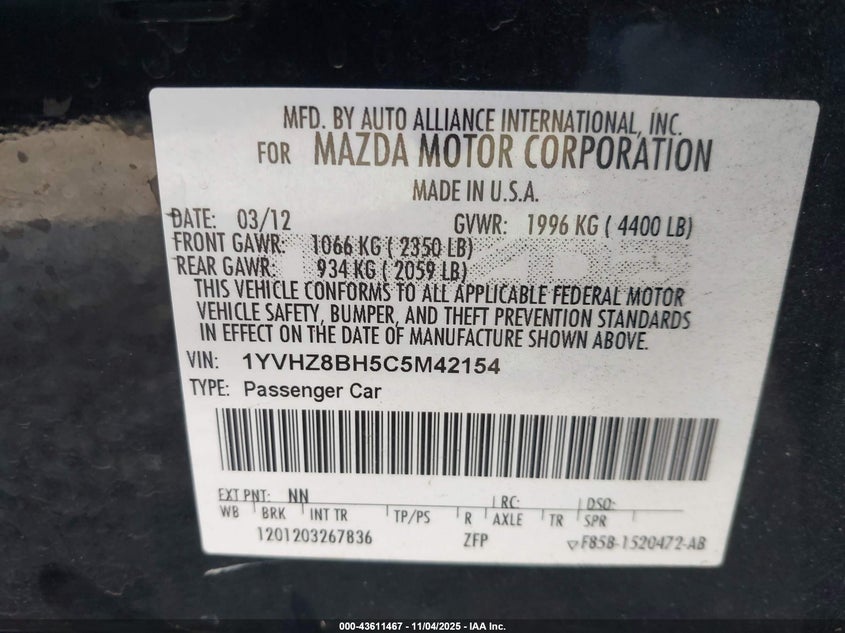 MFD. BY AUTO ALLIANCE INTERNATIONAL, INC.
FOR MAZDA MOTOR CORPORATION
MADE IN U.S.A.
DATE: 03/12 GVWR: 1996 KG ( 4400 LB)
FRONT GAWR: 1066 KG ( 2350 LB)
REAR GAWR: 934 KG ( 2059 LB)
THIS VEHICLE CONFORMS TO ALL APPLICABLE FEDERAL MOTOR
VEHICLE SAFETY, BUMPER, AND THEFT PREVENTION STANDARDS
IN EFFECT ON THE DATE OF MANUFACTURE SHOWN ABOVE.
VIN: 1YVHZ8BH5C5M42154
TYPE: Passenger Car
EXT PNT: NN RC: DSO:
WB BRK INT TR TP/PS R AXLE TR SPR
1201203267836 ZFP F85B-1520472-AB
000-43611467 - 11/04/2025 - IAA Inc.